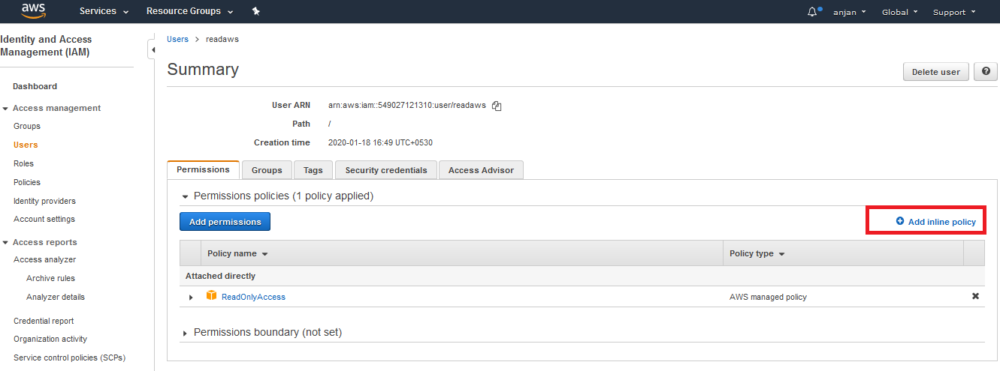 aws Services Resource Groups anjan Global Support
Identity and Access
Management (IAM)
Dashboard
Access management
Groups
Users
Roles
Policies
Identity providers
Account settings
Access reports
Access analyzer
Archive rules
Analyzer details
Credential report
Organization activity
Service control policies (SCPs)
Users > readaws
Summary
Delete user ?
User ARN arn:aws:iam::549027121310:user/readaws
Path /
Creation time 2020-01-18 16:49 UTC+0530
Permissions Groups Tags Security credentials Access Advisor
Permissions policies (1 policy applied)
Add permissions Add inline policy
Policy name Policy type
Attached directly
ReadOnlyAccess AWS managed policy
Permissions boundary (not set)